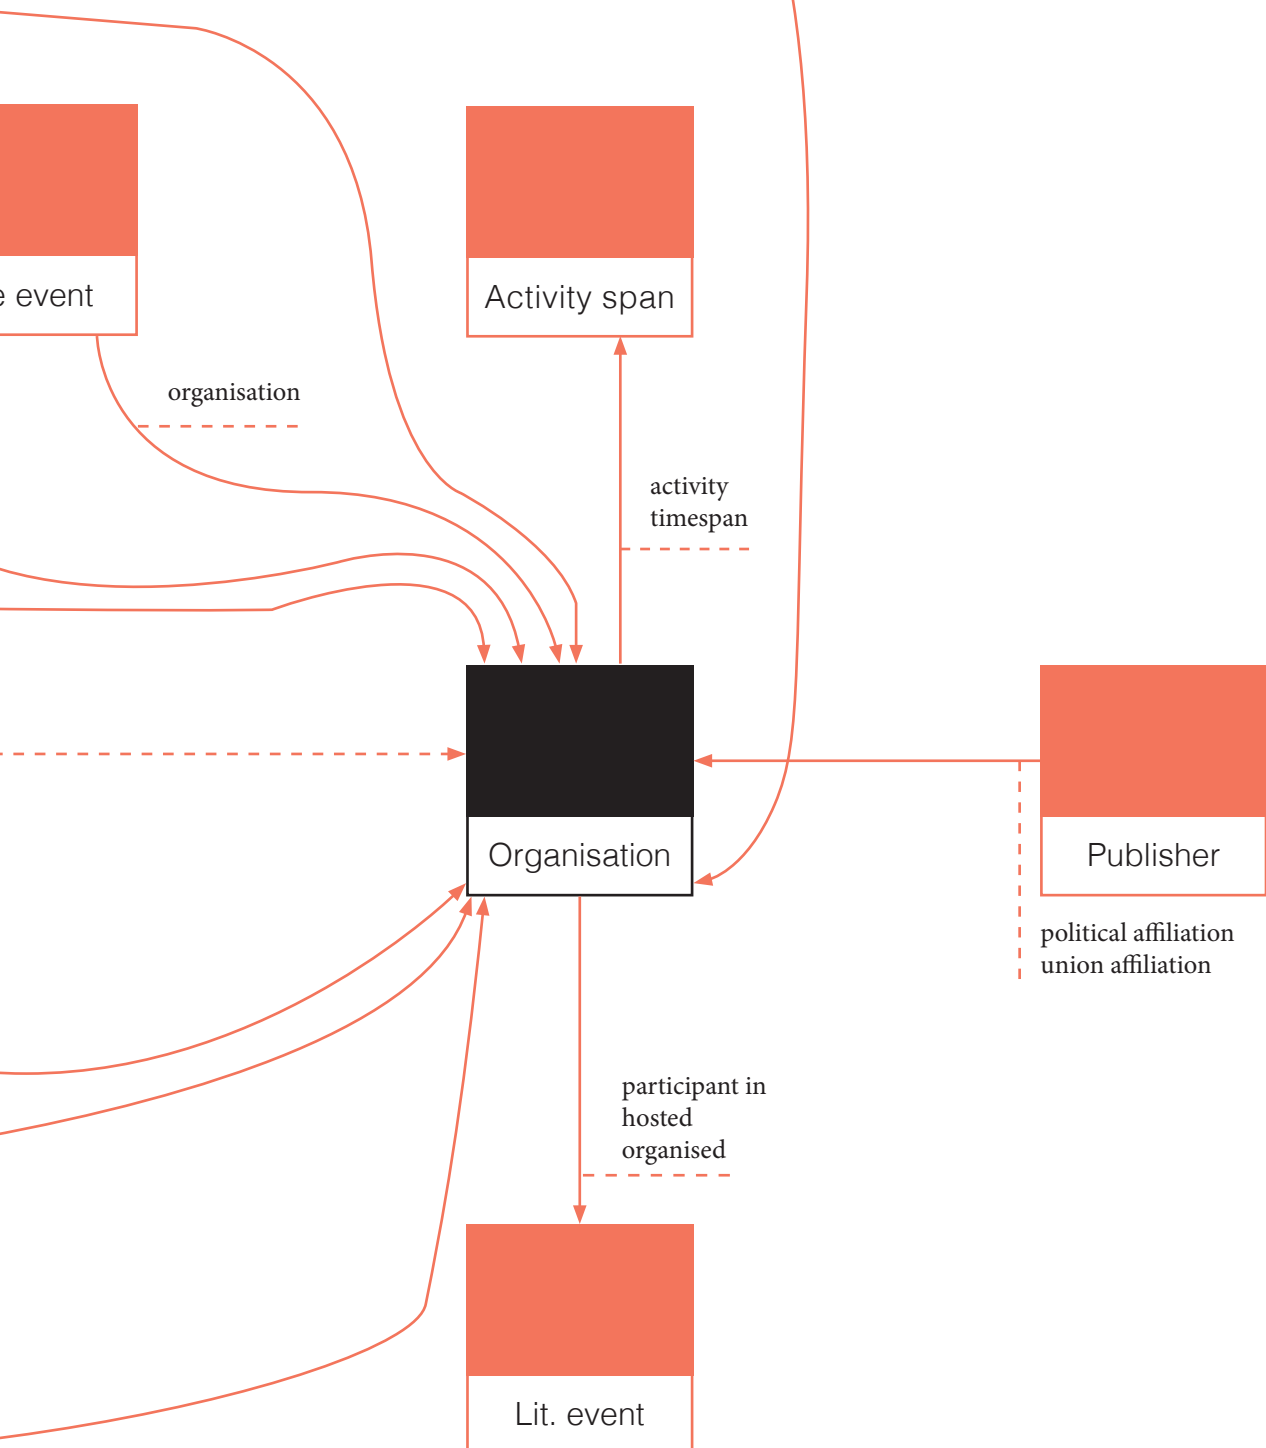 e event
Activity span
organisation
activity
timespan
Organisation
Publisher
political affiliation
union affiliation
participant in
hosted
organised
Lit. event